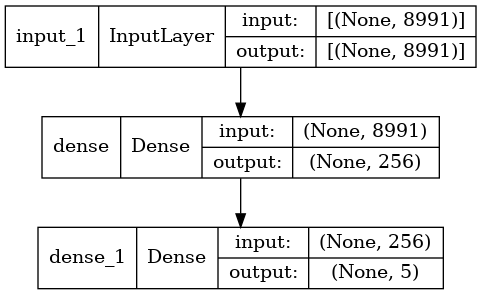 input_1 InputLayer input: [(None, 8991)]
output: [(None, 8991)]
dense Dense input: (None, 8991)
output: (None, 256)
dense_1 Dense input: (None, 256)
output: (None, 5)